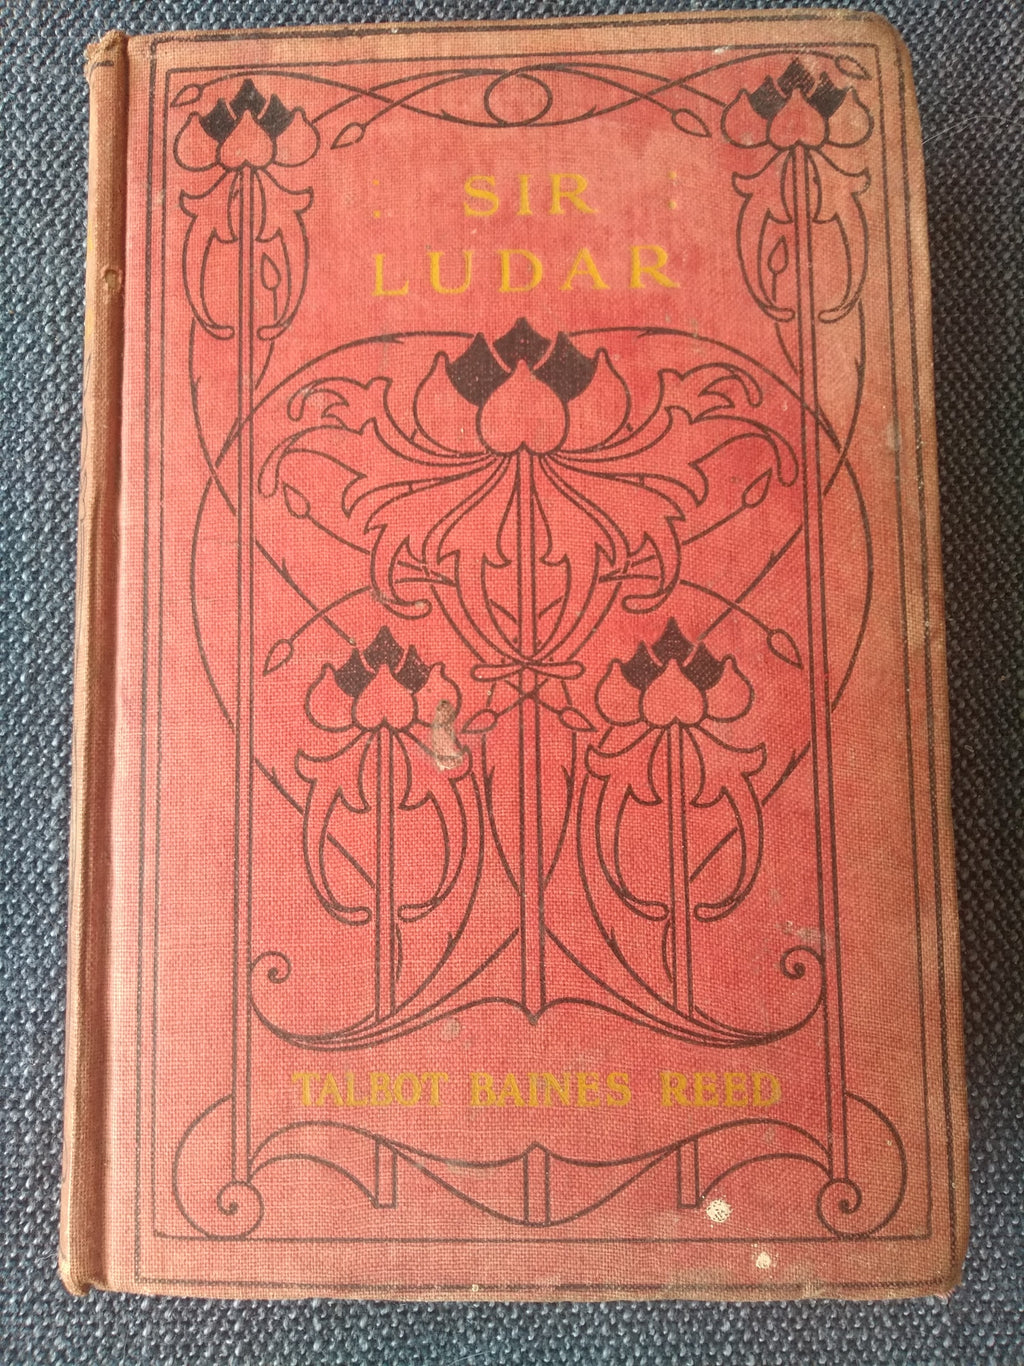 : SIR :
LUDAR
TALBOT BAINES REED